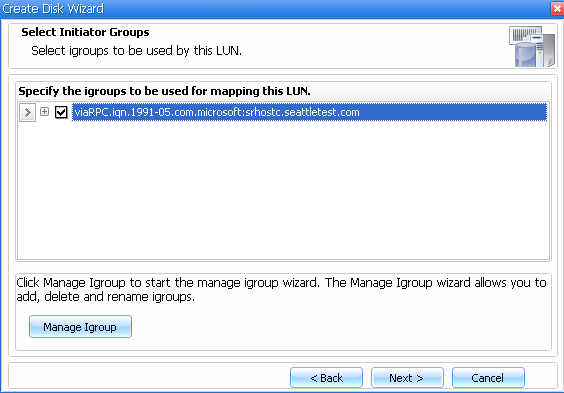 Create Disk Wizard
Select Initiator Groups
Select igroups to be used by this LUN.
Specify the igroups to be used for mapping this LUN.
viaRPC.iqn.1991-05.com.microsoft:srhostc.seattletest.com
Click Manage Igroup to start the manage igroup wizard. The Manage Igroup wizard allows you to
add, delete and rename igroups.
Manage Igroup
< Back
Next >
Cancel